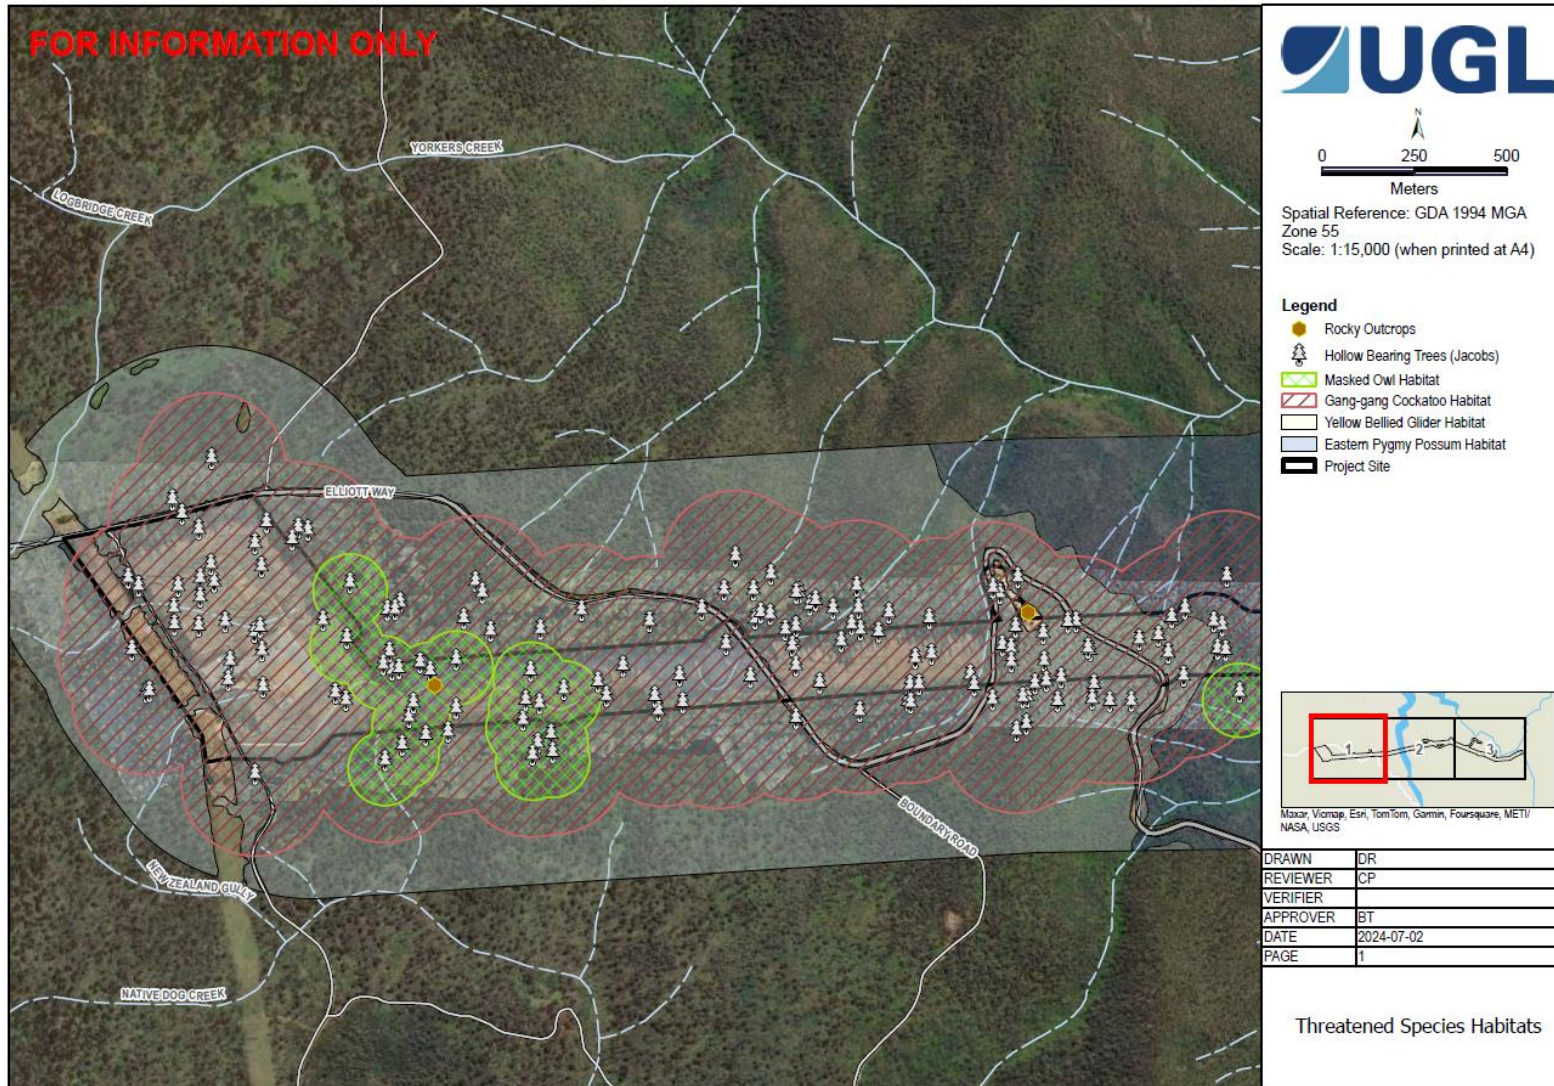 FOR INFORMATION ONLY
YORKERS CREEK
LOGBRIDGE CREEK
ELLIOTT WAY
BOUNDARY ROAD
NEW ZEALAND GULLY
NATIVE DOG CREEK
UGL
N
0 250 500
Meters
Spatial Reference: GDA 1994 MGA
Zone 55
Scale: 1:15,000 (when printed at A4)
Legend
Rocky Outcrops
Hollow Bearing Trees (Jacobs)
Masked Owl Habitat
Gang-gang Cockatoo Habitat
Yellow Bellied Glider Habitat
Eastern Pygmy Possum Habitat
Project Site
1 2 3
Maxar, Vicmap, Esri, TomTom, Garmin, Foursquare, METI/
NASA, USGS
DRAWN DR
REVIEWER CP
VERIFIER
APPROVER BT
DATE 2024-07-02
PAGE 1
Threatened Species Habitats